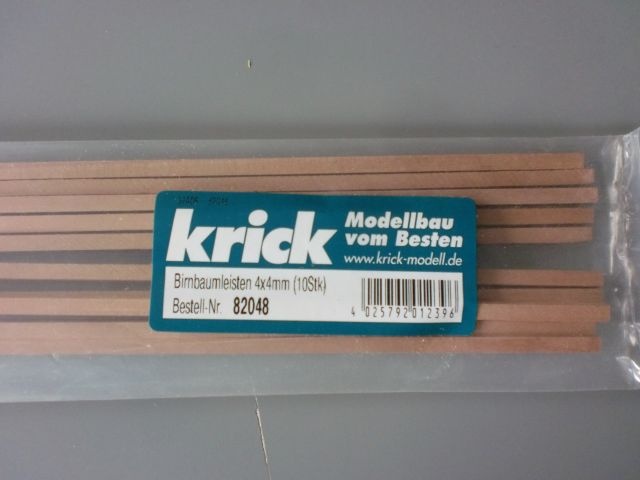 krick
Modellbau
vom Besten
www.krick-modell.de
Birnbaumleisten 4x4mm (10Stk)
Bestell-Nr. 82048
4 025792 012396